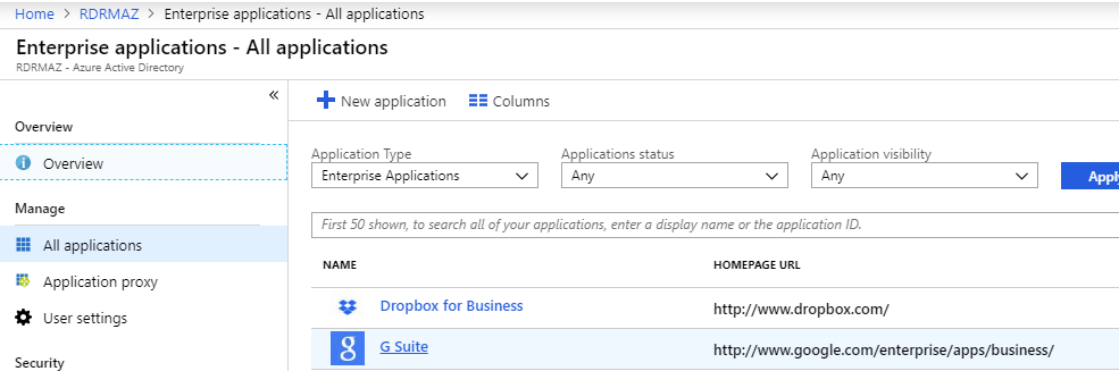 Home > RDRMAZ > Enterprise applications - All applications
Enterprise applications - All applications
RDRMAZ - Azure Active Directory
«
Overview
Overview
Manage
All applications
Application proxy
User settings
Security
New application Columns
Application Type Applications status Application visibility
Enterprise Applications Any Any Apply
First 50 shown, to search all of your applications, enter a display name or the application ID.
NAME HOMEPAGE URL
Dropbox for Business http://www.dropbox.com/
G Suite http://www.google.com/enterprise/apps/business/